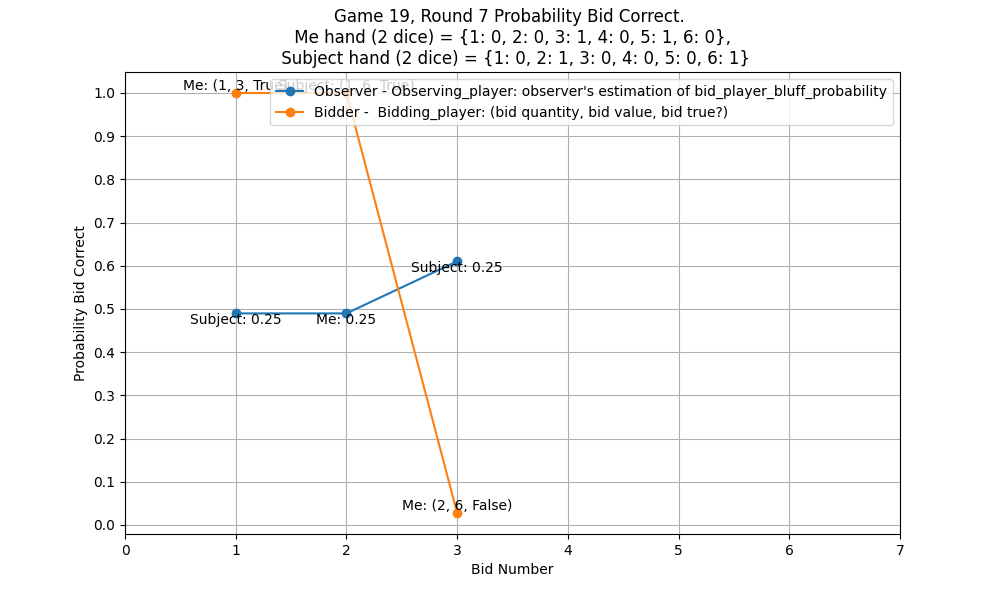 Game 19, Round 7 Probability Bid Correct.
Me hand (2 dice) = {1: 0, 2: 0, 3: 1, 4: 0, 5: 1, 6: 0},
Subject hand (2 dice) = {1: 0, 2: 1, 3: 0, 4: 0, 5: 0, 6: 1}
Me: (1, 3, True)
Subject: (1, 6, True)
Observer - Observing_player: observer's estimation of bid_player_bluff_probability
Bidder -  Bidding_player: (bid quantity, bid value, bid true?)
1.0
0.9
0.8
0.7
0.6
0.5
0.4
0.3
0.2
0.1
0.0
Probability Bid Correct
Subject: 0.25
Subject: 0.25
Me: 0.25
Me: (2, 6, False)
0 1 2 3 4 5 6 7
Bid Number